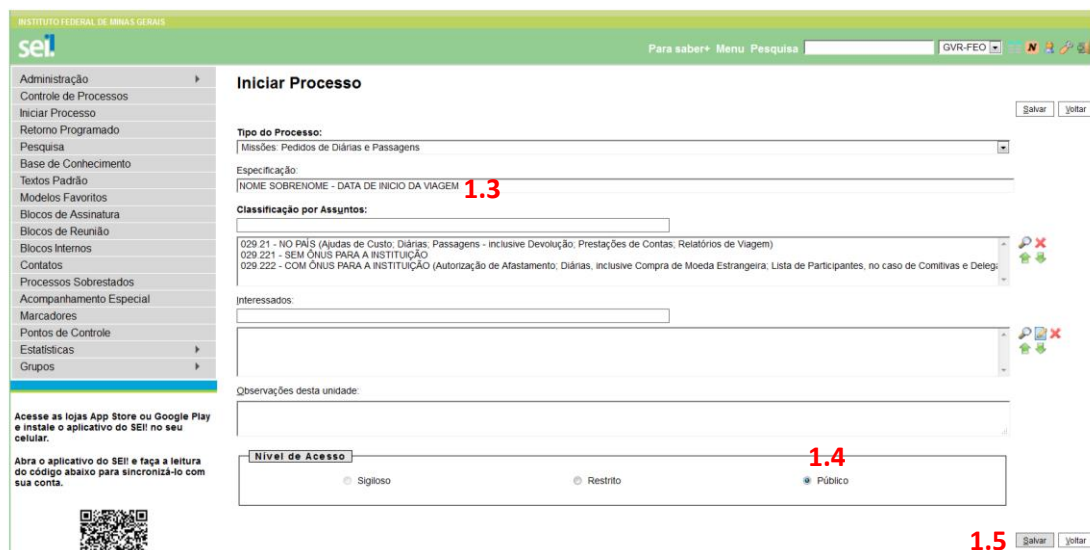 INSTITUTO FEDERAL DE MINAS GERAIS
sei!
Para saber+ Menu Pesquisa
GVR-FEO
N
Administração
Controle de Processos
Iniciar Processo
Retorno Programado
Pesquisa
Base de Conhecimento
Textos Padrão
Modelos Favoritos
Blocos de Assinatura
Blocos de Reunião
Blocos Internos
Contatos
Processos Sobrestados
Acompanhamento Especial
Marcadores
Pontos de Controle
Estatísticas
Grupos
Acesse as lojas App Store ou Google Play
e instale o aplicativo do SEI! no seu
celular.
Abra o aplicativo do SEI! e faça a leitura
do código abaixo para sincronizá-lo com
sua conta.
Iniciar Processo
Salvar Voltar
Tipo do Processo:
Missões: Pedidos de Diárias e Passagens
Especificação:
NOME SOBRENOME - DATA DE INICIO DA VIAGEM 1.3
Classificação por Assuntos:
029.21 - NO PAÍS (Ajudas de Custo; Diárias; Passagens - inclusive Devolução; Prestações de Contas; Relatórios de Viagem)
029.221 - SEM ÔNUS PARA A INSTITUIÇÃO
029.222 - COM ÔNUS PARA A INSTITUIÇÃO (Autorização de Afastamento; Diárias, inclusive Compra de Moeda Estrangeira; Lista de Participantes, no caso de Comitivas e Delega
Interessados:
Observações desta unidade:
Nível de Acesso
1.4
Sigiloso Restrito Público
1.5 Salvar Voltar